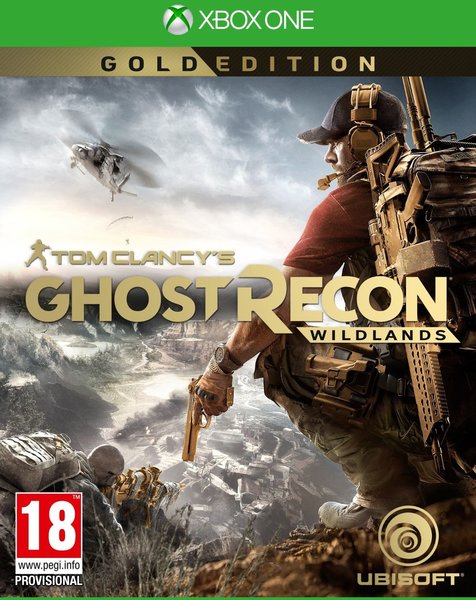 XBOX ONE
GOLD EDITION
TOM CLANCY'S
GHOST RECON
WILDLANDS
18
www.pegi.info
PROVISIONAL
UBISOFT